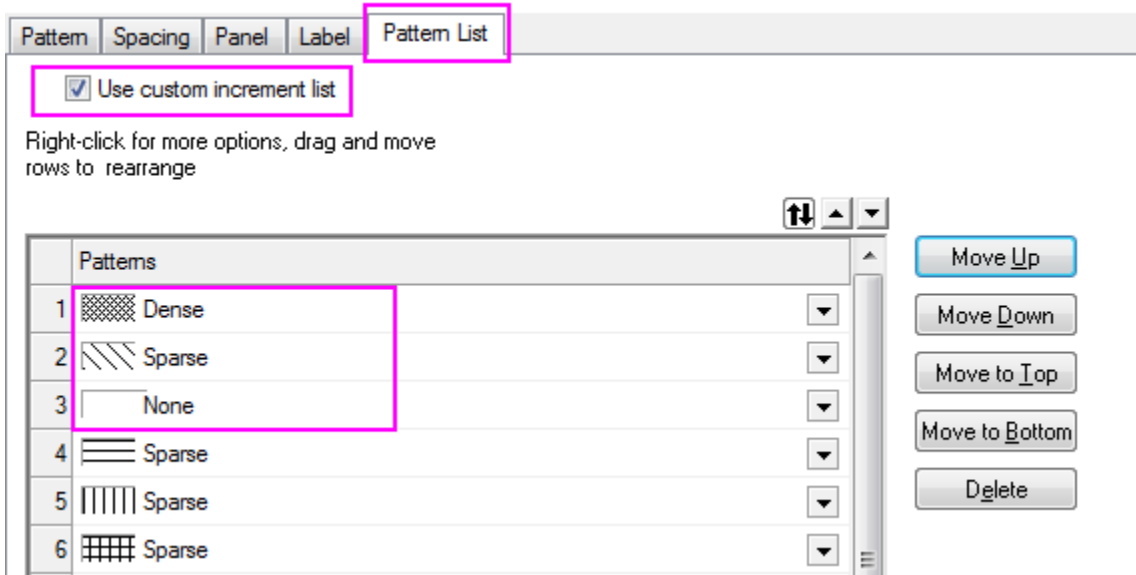 Pattern Spacing Panel Label Pattern List
Use custom increment list
Right-click for more options, drag and move
rows to rearrange
Patterns
1 Dense
2 Sparse
3 None
4 Sparse
5 Sparse
6 Sparse
Move Up
Move Down
Move to Top
Move to Bottom
Delete